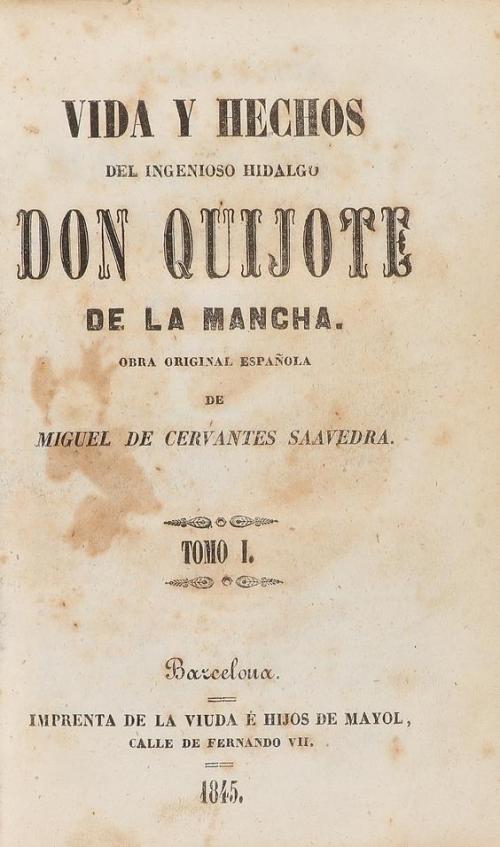 VIDA Y HECHOS
DEL INGENIOSO HIDALGO
DON QUIJOTE
DE LA MANCHA.
OBRA ORIGINAL ESPAÑOLA
DE
MIGUEL DE CERVANTES SAAVEDRA.
TOMO I.
Barcelona.
IMPRENTA DE LA VIUDA É HIJOS DE MAYOL,
CALLE DE FERNANDO VII.
1845.